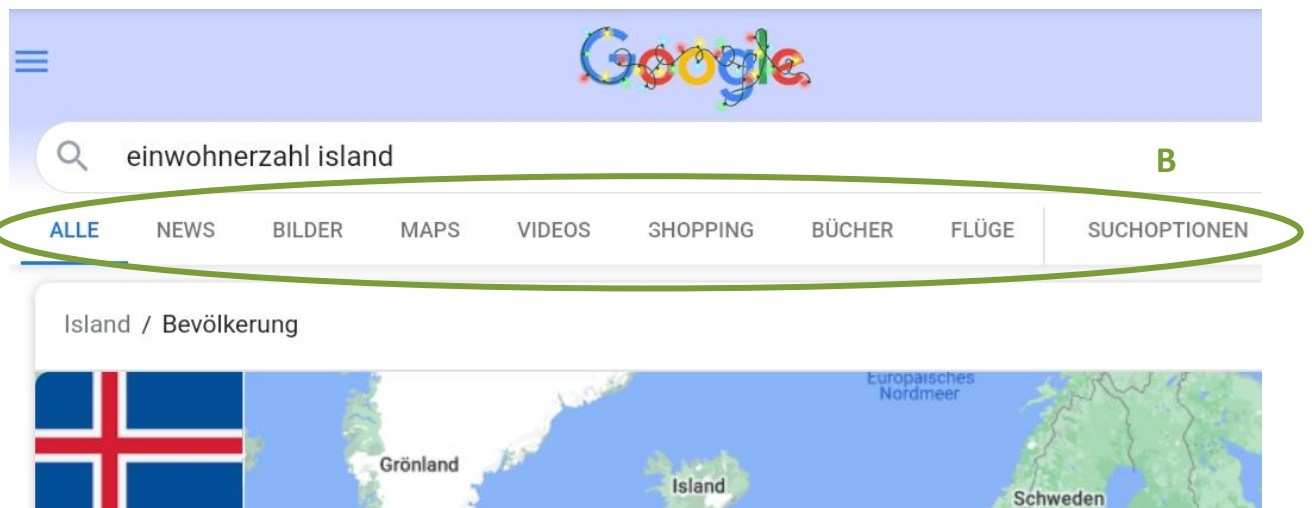 Google
einwohnerzahl island
B
ALLE NEWS BILDER MAPS VIDEOS SHOPPING BÜCHER FLÜGE SUCHOPTIONEN
Island / Bevölkerung
Europäisches
Nordmeer
Grönland
Island
Schweden